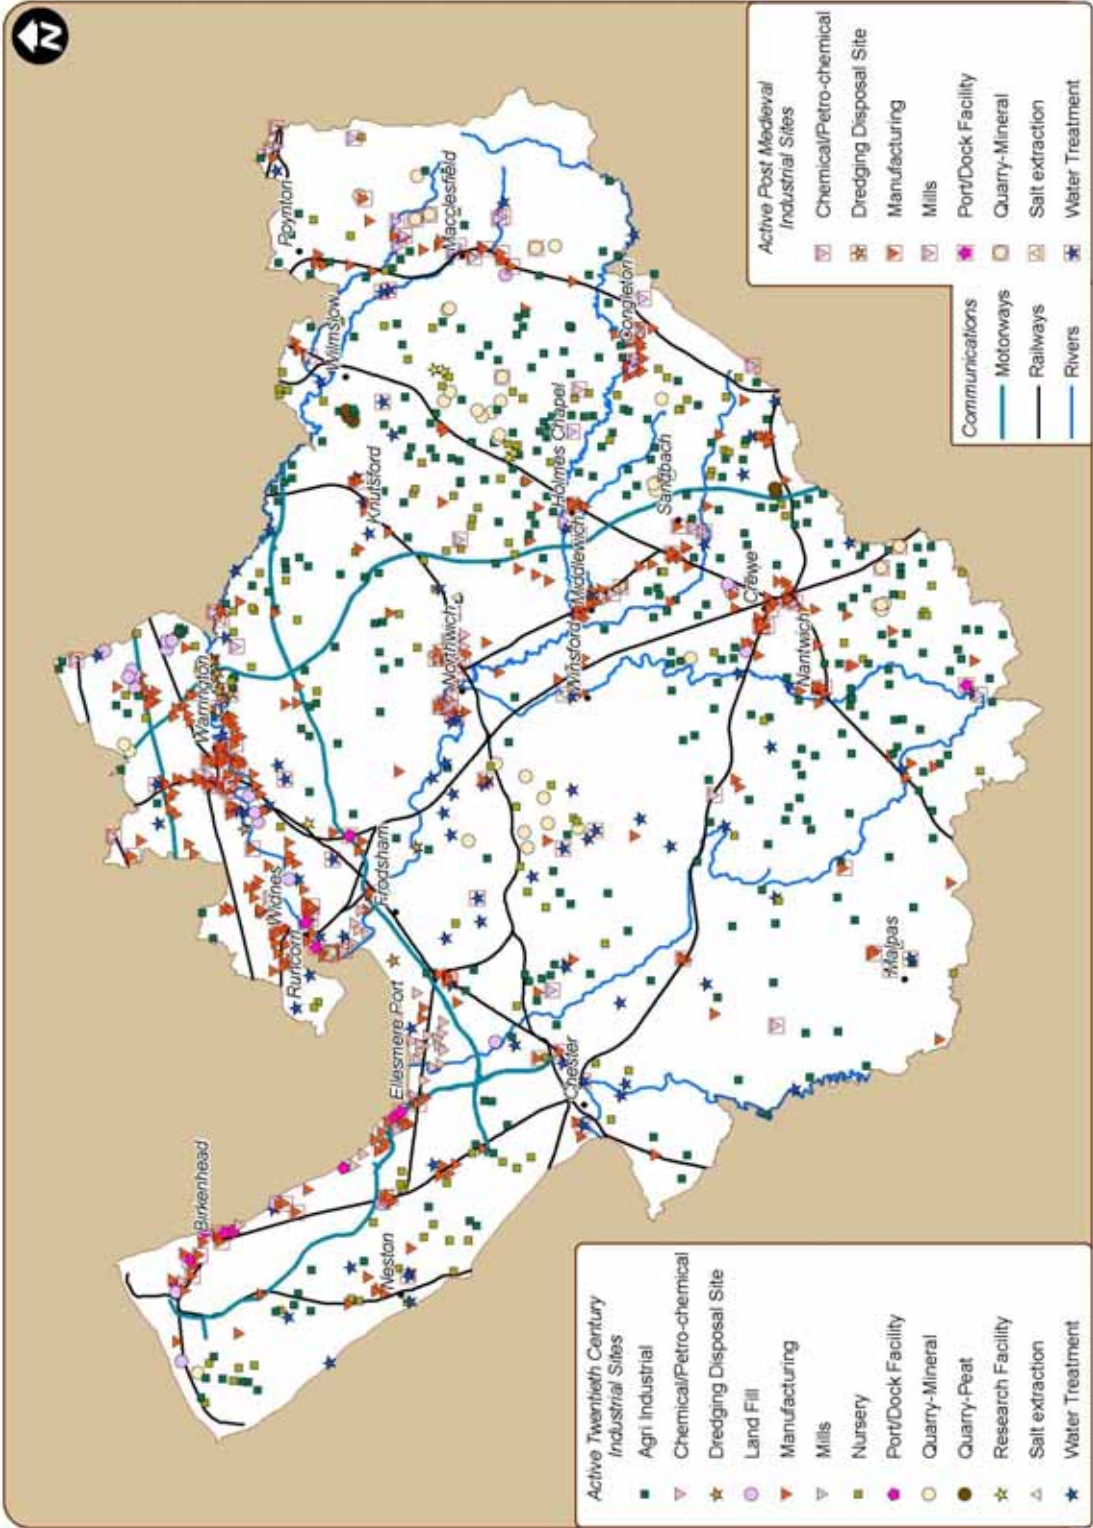 N
Poynton
Wilmslow
Macclesfield
Congleton
Knutsford
Holmes Chapel
Sandbach
Middlewich
Northwich
Winsford
Crewe
Nantwich
Warrington
Widnes
Runcorn
Frodsham
Ellesmere Port
Chester
Malpas
Birkenhead
Neston
Active Twentieth Century
Industrial Sites
Agri Industrial
Chemical/Petro-chemical
Dredging Disposal Site
Land Fill
Manufacturing
Mills
Nursery
Port/Dock Facility
Quarry-Mineral
Quarry-Peat
Research Facility
Salt extraction
Water Treatment
Communications
Motorways
Railways
Rivers
Active Post Medieval
Industrial Sites
Chemical/Petro-chemical
Dredging Disposal Site
Manufacturing
Mills
Port/Dock Facility
Quarry-Mineral
Salt extraction
Water Treatment